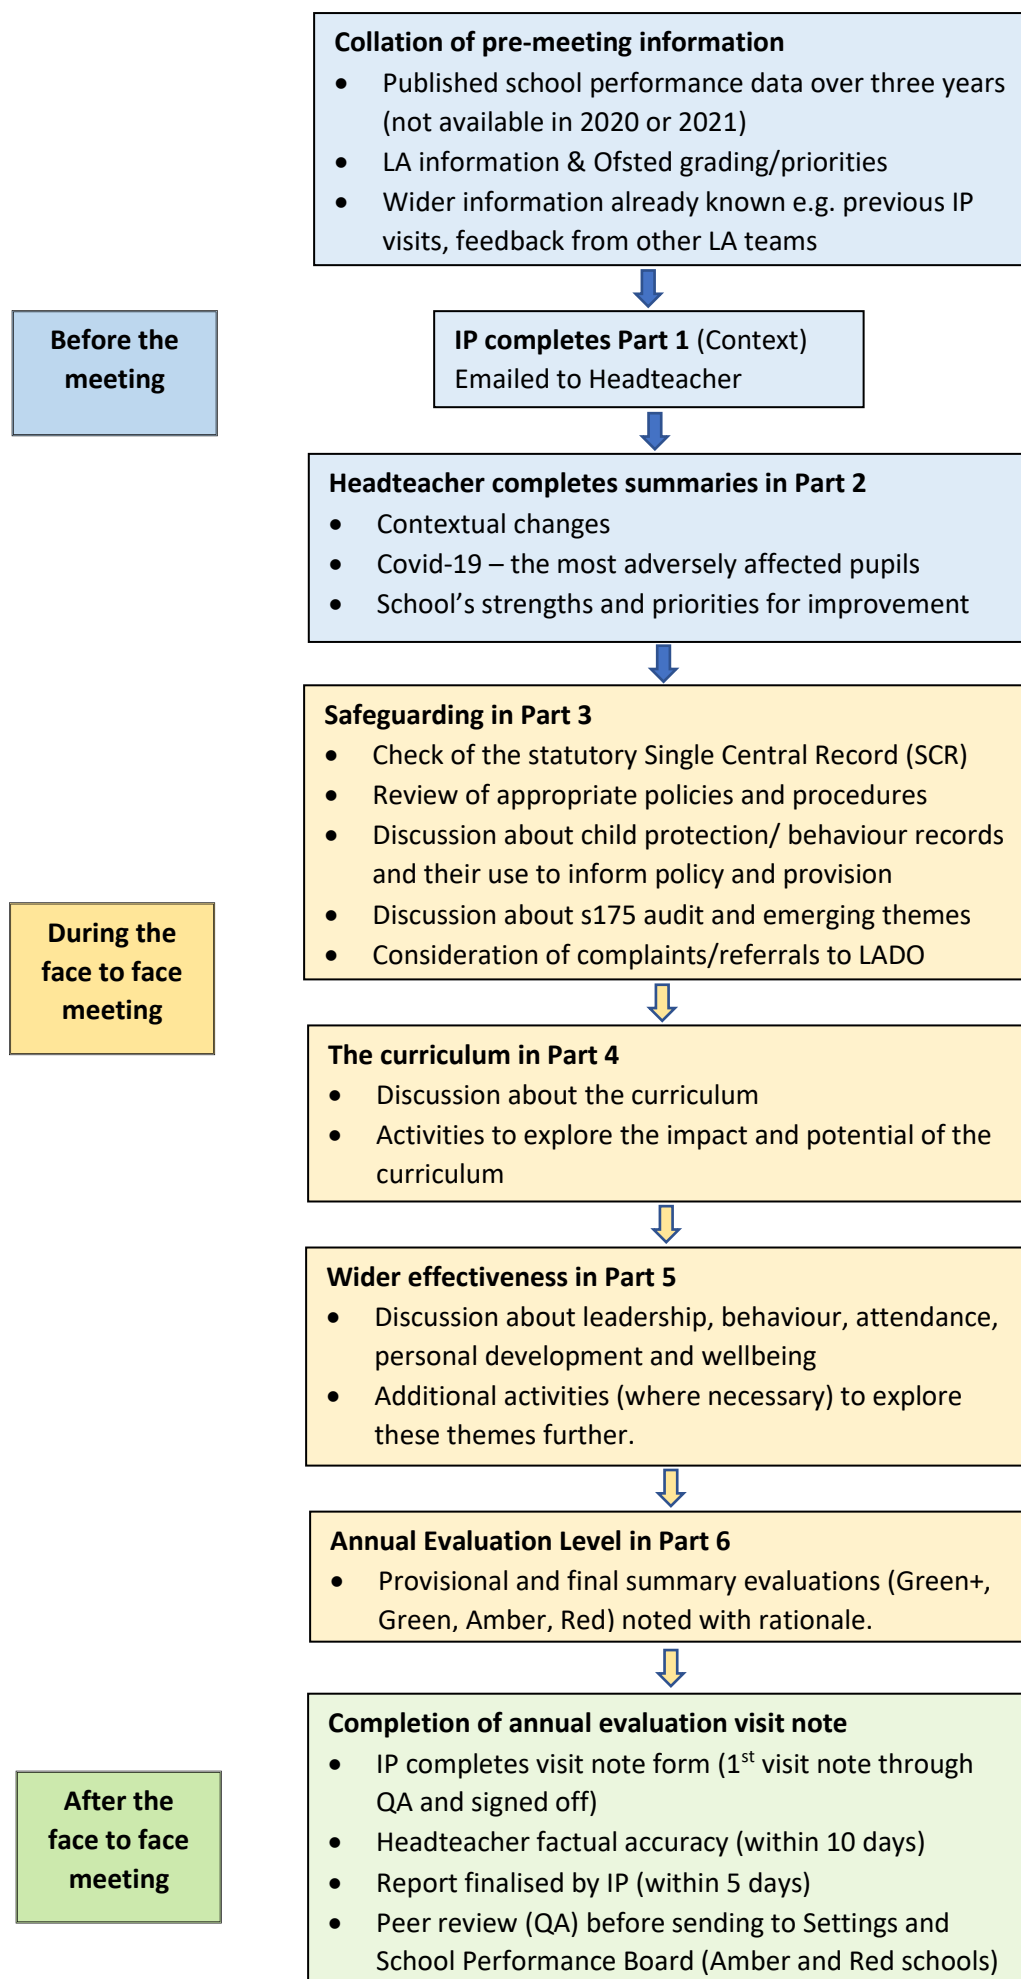 Collation of pre-meeting information
• Published school performance data over three years
(not available in 2020 or 2021)
• LA information & Ofsted grading/priorities
• Wider information already known e.g. previous IP
visits, feedback from other LA teams
Before the
meeting
IP completes Part 1 (Context)
Emailed to Headteacher
Headteacher completes summaries in Part 2
• Contextual changes
• Covid-19 – the most adversely affected pupils
• School’s strengths and priorities for improvement
Safeguarding in Part 3
• Check of the statutory Single Central Record (SCR)
• Review of appropriate policies and procedures
• Discussion about child protection/ behaviour records
and their use to inform policy and provision
• Discussion about s175 audit and emerging themes
• Consideration of complaints/referrals to LADO
During the
face to face
meeting
The curriculum in Part 4
• Discussion about the curriculum
• Activities to explore the impact and potential of the
curriculum
Wider effectiveness in Part 5
• Discussion about leadership, behaviour, attendance,
personal development and wellbeing
• Additional activities (where necessary) to explore
these themes further.
Annual Evaluation Level in Part 6
• Provisional and final summary evaluations (Green+,
Green, Amber, Red) noted with rationale.
Completion of annual evaluation visit note
• IP completes visit note form (1st visit note through
QA and signed off)
• Headteacher factual accuracy (within 10 days)
• Report finalised by IP (within 5 days)
• Peer review (QA) before sending to Settings and
School Performance Board (Amber and Red schools)
After the
face to face
meeting